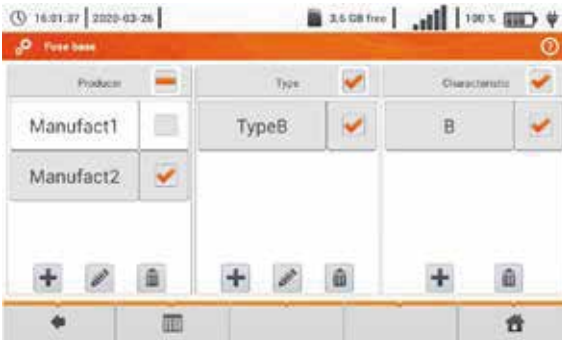 16:01:37 2020-03-26 3.6 GB free 100 %
Fuse base
Producer Type Characteristic
Manufact1 TypeB B
Manufact2